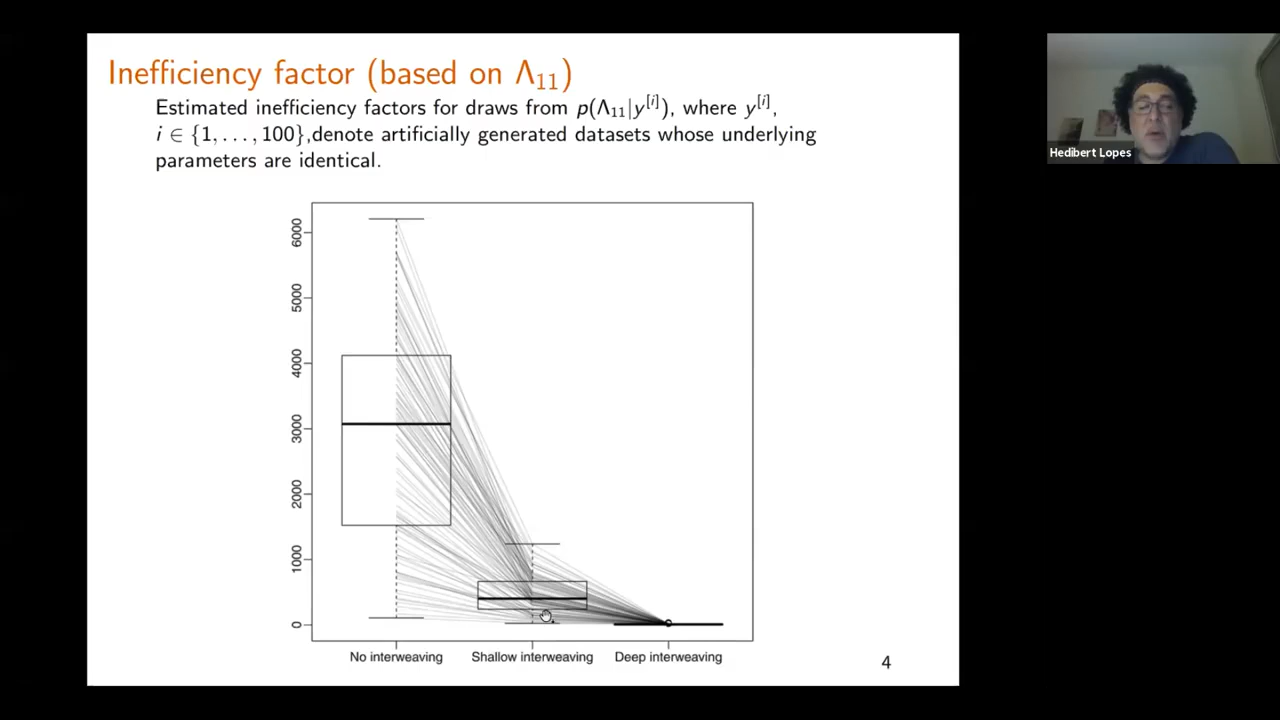 Inefficiency factor (based on Λ₁₁)
Estimated inefficiency factors for draws from p(Λ₁₁|y^[i]), where y^[i],
i ∈ {1, . . . , 100},denote artificially generated datasets whose underlying
parameters are identical.
Hedibert Lopes
6000
5000
4000
3000
2000
1000
0
No interweaving Shallow interweaving Deep interweaving
4